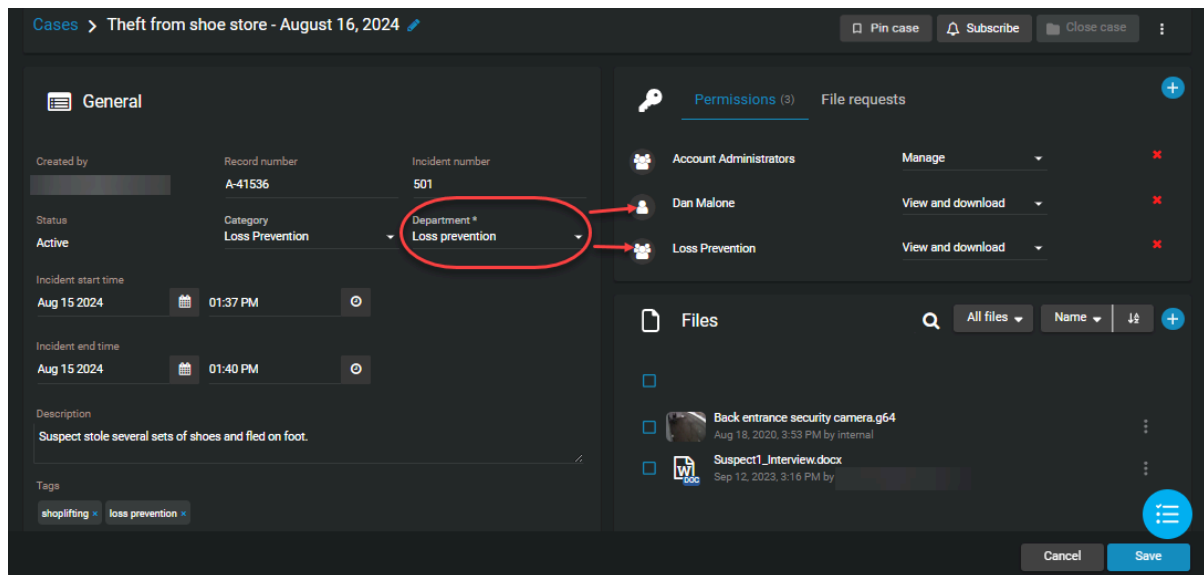 Cases > Theft from shoe store - August 16, 2024
Pin case
Subscribe
Close case
General
Created by
Record number
Incident number
A-41536
501
Status
Category
Department *
Active
Loss Prevention
Loss prevention
Incident start time
Aug 15 2024
01:37 PM
Incident end time
Aug 15 2024
01:40 PM
Description
Suspect stole several sets of shoes and fled on foot.
Tags
shoplifting ×
loss prevention ×
Permissions (3)
File requests
Account Administrators
Manage
Dan Malone
View and download
Loss Prevention
View and download
Files
All files
Name
Back entrance security camera.g64
Aug 18, 2020, 3:53 PM by internal
Suspect1_Interview.docx
Sep 12, 2023, 3:16 PM by
W
DOC
Cancel
Save